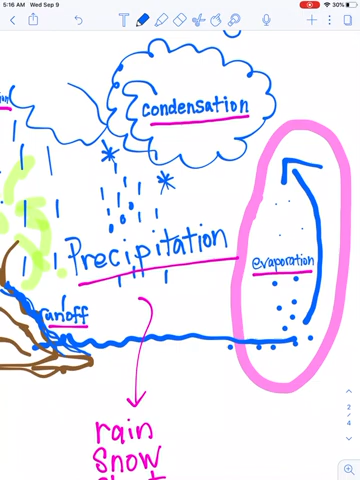 5:16 AM Wed Sep 9
30%
condensation
Precipitation
evaporation
runoff
rain
snow
2
4